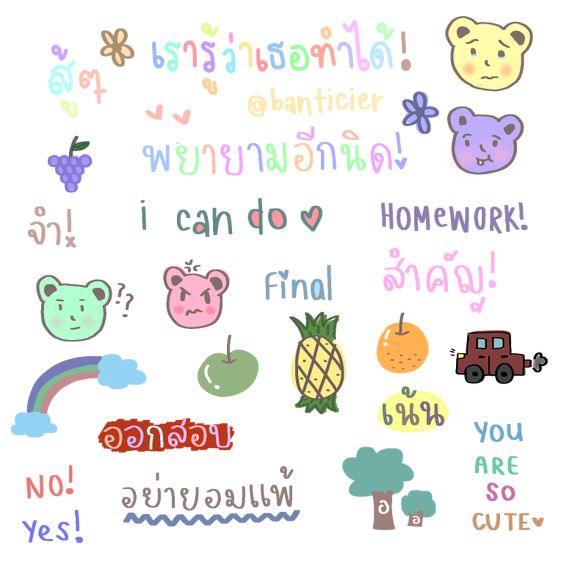 สู้ๆ
เรารู้ว่าเธอทำได้!
@banticier
พยายามอีกนิด!
จำ!
i can do
HOMEWORK!
สำคัญ!
??
Final
เน้น
ออกสอบ
YOU
ARE
SO
CUTE
NO!
อย่ายอมแพ้
Yes!
อ
อ